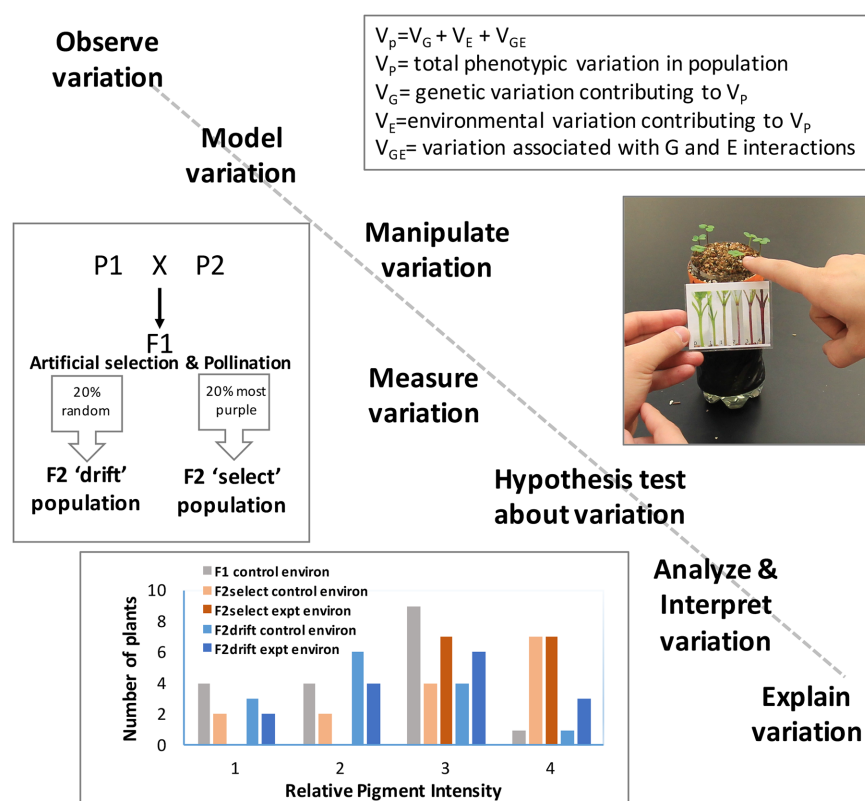 Observe
variation
Model
variation
Manipulate
variation
Measure
variation
Hypothesis test
about variation
Analyze &
Interpret
variation
Explain
variation
Vp=VG + VE + VGE
VP= total phenotypic variation in population
VG= genetic variation contributing to VP
VE=environmental variation contributing to VP
VGE= variation associated with G and E interactions
P1 X P2
F1
Artificial selection & Pollination
20%
random
20% most
purple
F2 ‘drift’
population
F2 ‘select’
population
F1 control environ
F2select control environ
F2select expt environ
F2drift control environ
F2drift expt environ
Number of plants
10
8
6
4
2
0
1 2 3 4
Relative Pigment Intensity